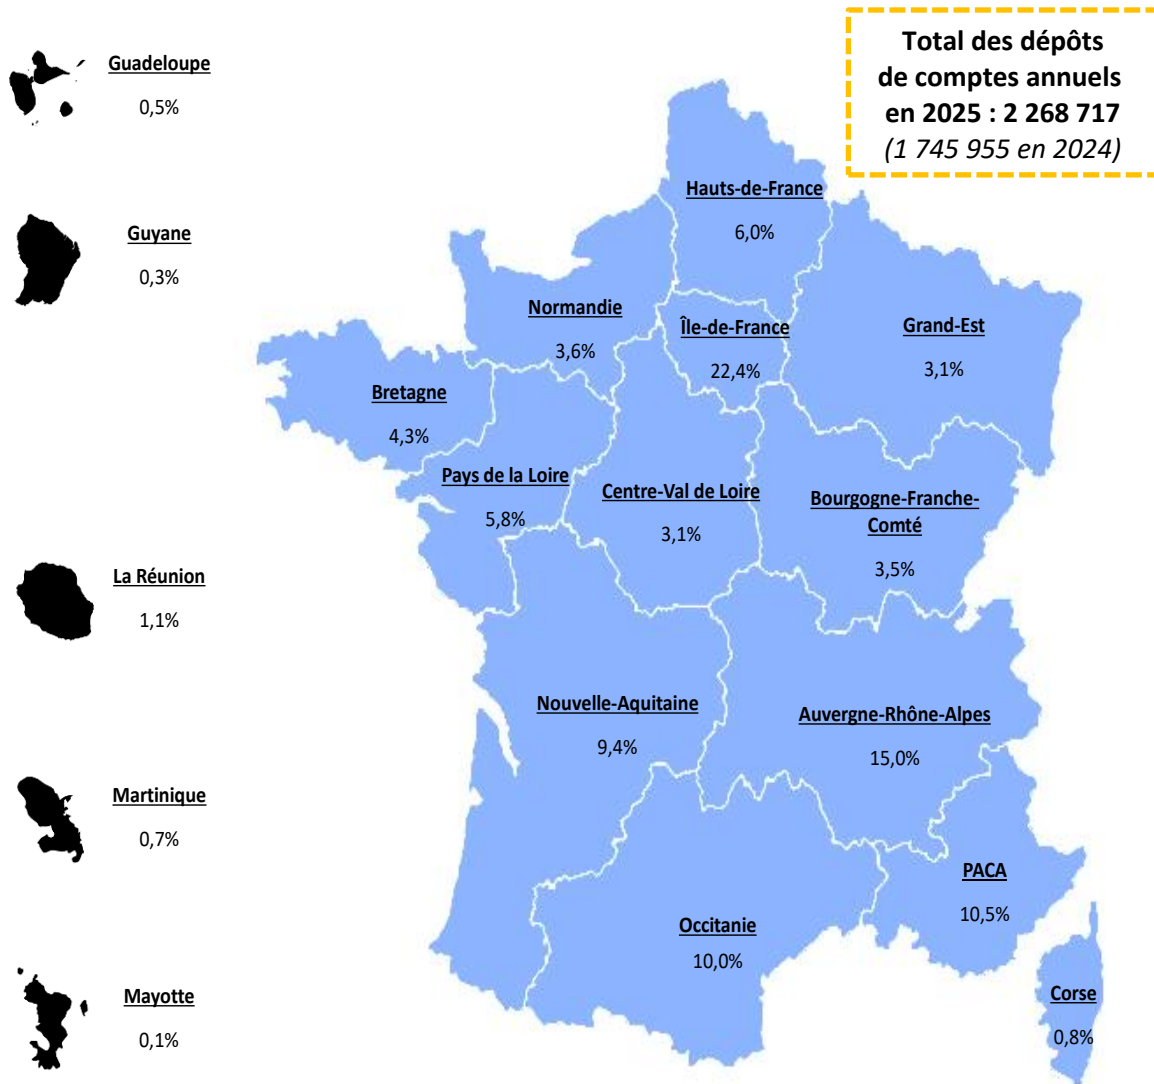 Total des dépôts
de comptes annuels
en 2025 : 2 268 717
(1 745 955 en 2024)
Guadeloupe
0,5%
Guyane
0,3%
La Réunion
1,1%
Martinique
0,7%
Mayotte
0,1%
Hauts-de-France
6,0%
Normandie
3,6%
Île-de-France
22,4%
Grand-Est
3,1%
Bretagne
4,3%
Pays de la Loire
5,8%
Centre-Val de Loire
3,1%
Bourgogne-Franche-
Comté
3,5%
Nouvelle-Aquitaine
9,4%
Auvergne-Rhône-Alpes
15,0%
PACA
10,5%
Occitanie
10,0%
Corse
0,8%